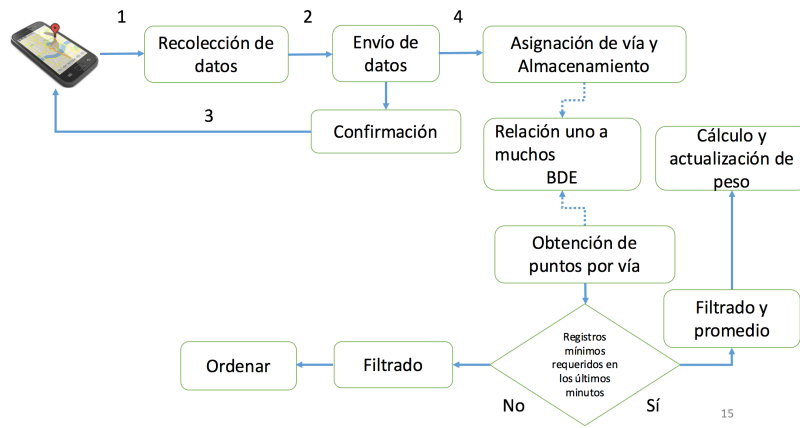 1
2
4
Recolección de
datos
Envío de
datos
Asignación de vía y
Almacenamiento
3
Confirmación
Relación uno a
muchos
BDE
Cálculo y
actualización de
peso
Obtención de
puntos por vía
Filtrado y
promedio
Registros
mínimos
requeridos en
los últimos
minutos
Filtrado
Ordenar
No
Sí
15